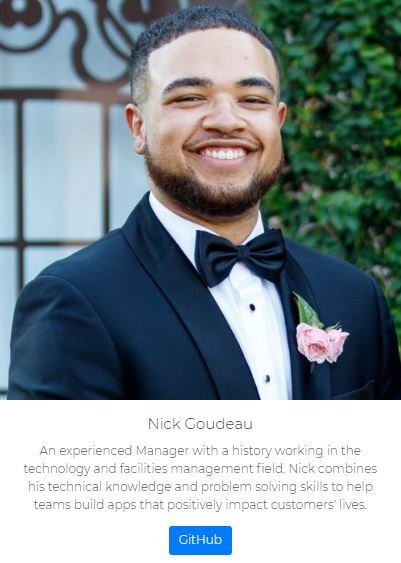 Nick Goudeau
An experienced Manager with a history working in the
technology and facilities management field. Nick combines
his technical knowledge and problem solving skills to help
teams build apps that positively impact customers' lives.
GitHub